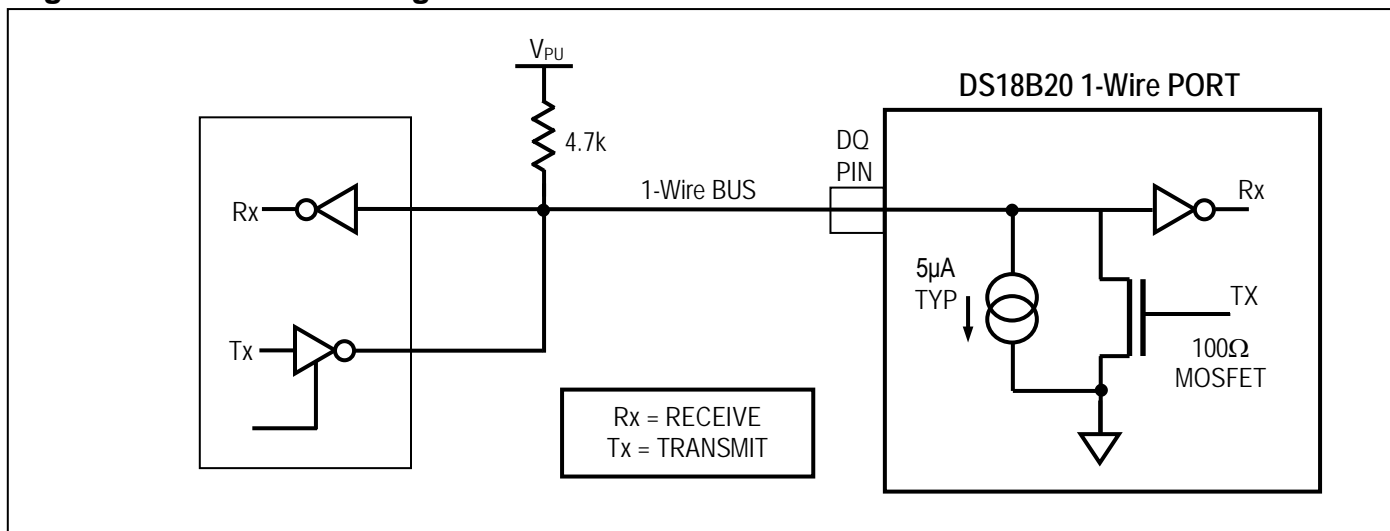 V_PU
4.7k
Rx
Tx
1-Wire BUS
DQ
PIN
DS18B20 1-Wire PORT
Rx
5µA
TYP
TX
100Ω
MOSFET
Rx = RECEIVE
Tx = TRANSMIT